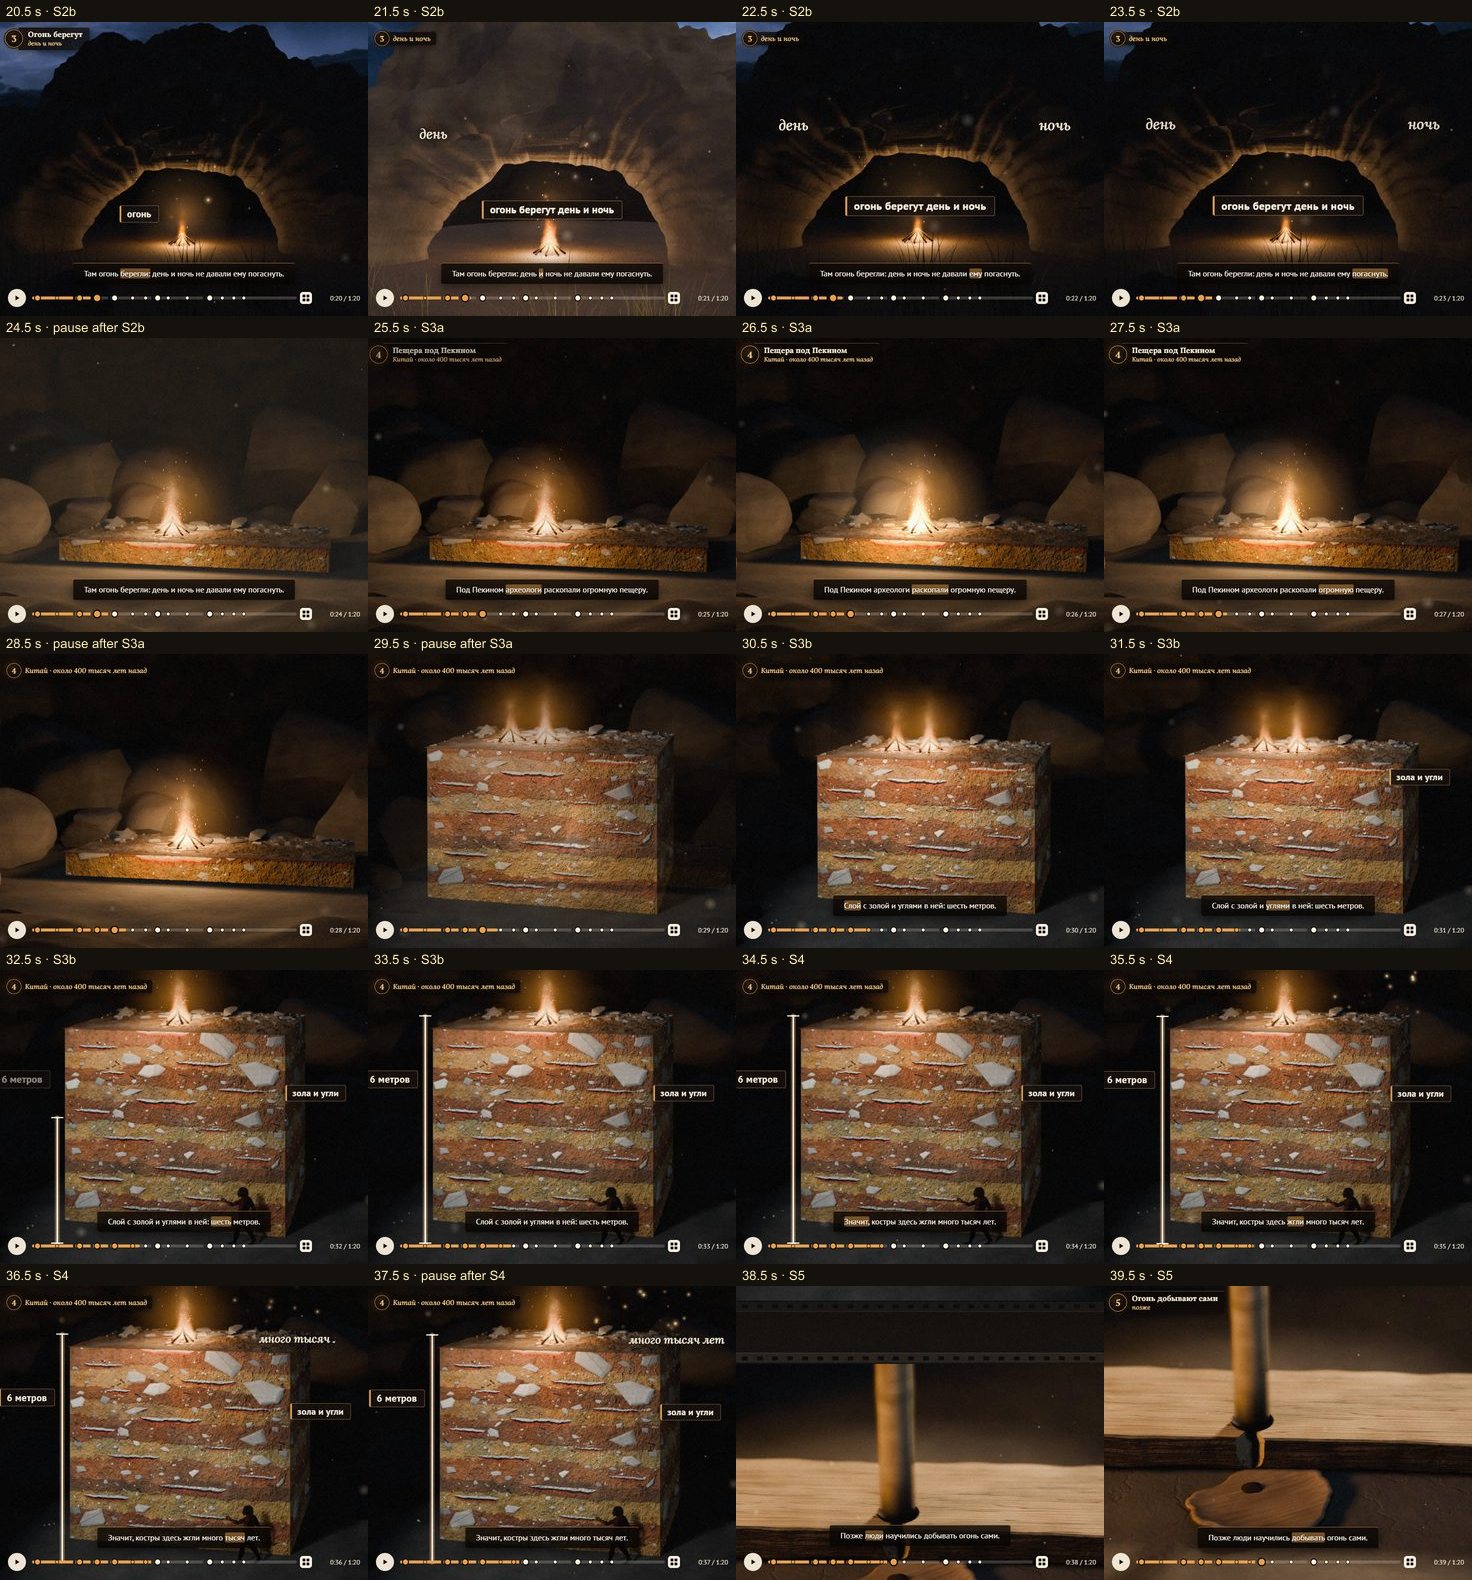 20.5 s · S2b
21.5 s · S2b
22.5 s · S2b
23.5 s · S2b
3
Огонь берегут
день и ночь
огонь
Там огонь берегли: день и ночь не давали ему погаснуть.
0:20 / 1:20
3
день и ночь
день
огонь берегут день и ночь
Там огонь берегли: день и ночь не давали ему погаснуть.
0:21 / 1:20
3
день и ночь
день
ночь
огонь берегут день и ночь
Там огонь берегли: день и ночь не давали ему погаснуть.
0:22 / 1:20
3
день и ночь
день
ночь
огонь берегут день и ночь
Там огонь берегли: день и ночь не давали ему погаснуть.
0:23 / 1:20
24.5 s · pause after S2b
25.5 s · S3a
26.5 s · S3a
27.5 s · S3a
Там огонь берегли: день и ночь не давали ему погаснуть.
0:24 / 1:20
4
Пещера под Пекином
Китай · около 400 тысяч лет назад
Под Пекином археологи раскопали огромную пещеру.
0:25 / 1:20
4
Пещера под Пекином
Китай · около 400 тысяч лет назад
Под Пекином археологи раскопали огромную пещеру.
0:26 / 1:20
4
Пещера под Пекином
Китай · около 400 тысяч лет назад
Под Пекином археологи раскопали огромную пещеру.
0:27 / 1:20
28.5 s · pause after S3a
29.5 s · pause after S3a
30.5 s · S3b
31.5 s · S3b
4
Китай · около 400 тысяч лет назад
0:28 / 1:20
4
Китай · около 400 тысяч лет назад
0:29 / 1:20
4
Китай · около 400 тысяч лет назад
Слой с золой и углями в ней: шесть метров.
0:30 / 1:20
4
Китай · около 400 тысяч лет назад
зола и угли
Слой с золой и углями в ней: шесть метров.
0:31 / 1:20
32.5 s · S3b
33.5 s · S3b
34.5 s · S4
35.5 s · S4
4
Китай · около 400 тысяч лет назад
6 метров
зола и угли
Слой с золой и углями в ней: шесть метров.
0:32 / 1:20
4
Китай · около 400 тысяч лет назад
6 метров
зола и угли
Слой с золой и углями в ней: шесть метров.
0:33 / 1:20
4
Китай · около 400 тысяч лет назад
6 метров
зола и угли
Значит, костры здесь жгли много тысяч лет.
0:34 / 1:20
4
Китай · около 400 тысяч лет назад
6 метров
зола и угли
Значит, костры здесь жгли много тысяч лет.
0:35 / 1:20
36.5 s · S4
37.5 s · pause after S4
38.5 s · S5
39.5 s · S5
4
Китай · около 400 тысяч лет назад
много тысяч .
6 метров
зола и угли
Значит, костры здесь жгли много тысяч лет.
0:36 / 1:20
4
Китай · около 400 тысяч лет назад
много тысяч лет
6 метров
зола и угли
Значит, костры здесь жгли много тысяч лет.
0:37 / 1:20
Позже люди научились добывать огонь сами.
0:38 / 1:20
5
Огонь добывают сами
позже
Позже люди научились добывать огонь сами.
0:39 / 1:20